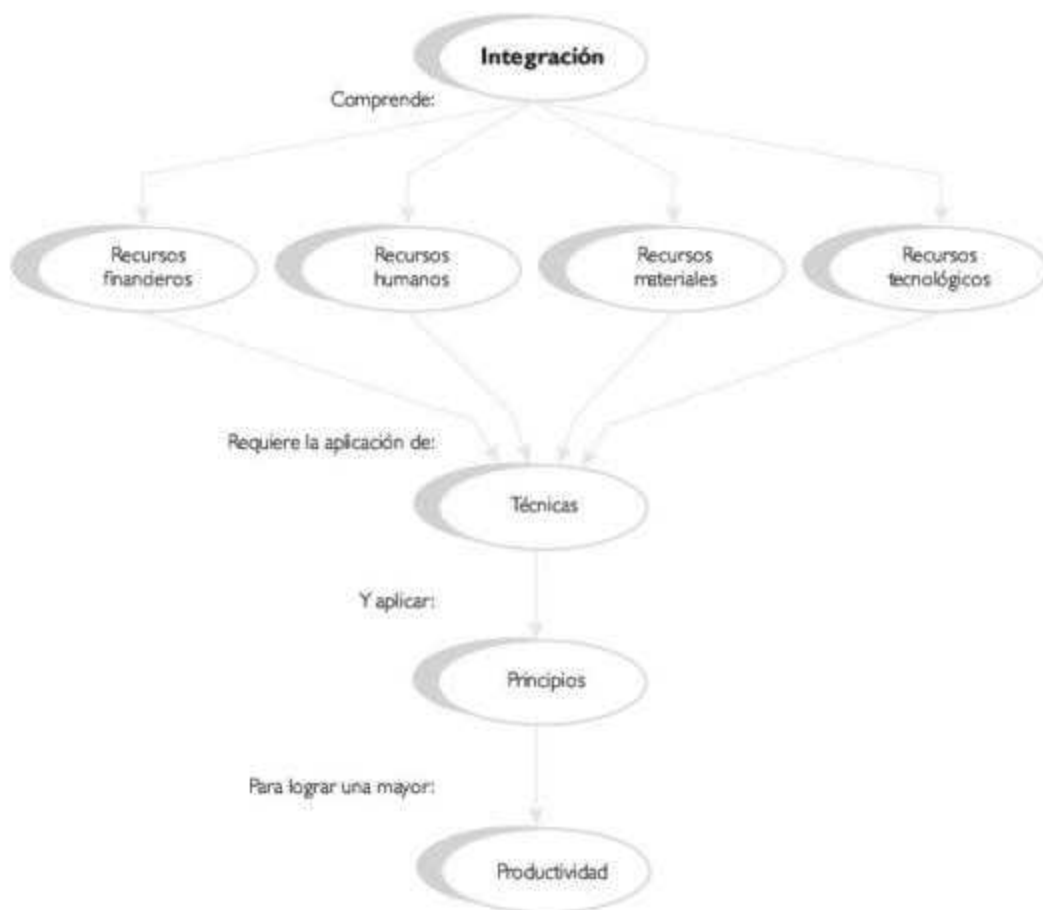 Integración
Comprende:
Recursos
financieros
Recursos
humanos
Recursos
materiales
Recursos
tecnológicos
Requiere la aplicación de:
Técnicas
Y aplicar:
Principios
Para lograr una mayor:
Productividad